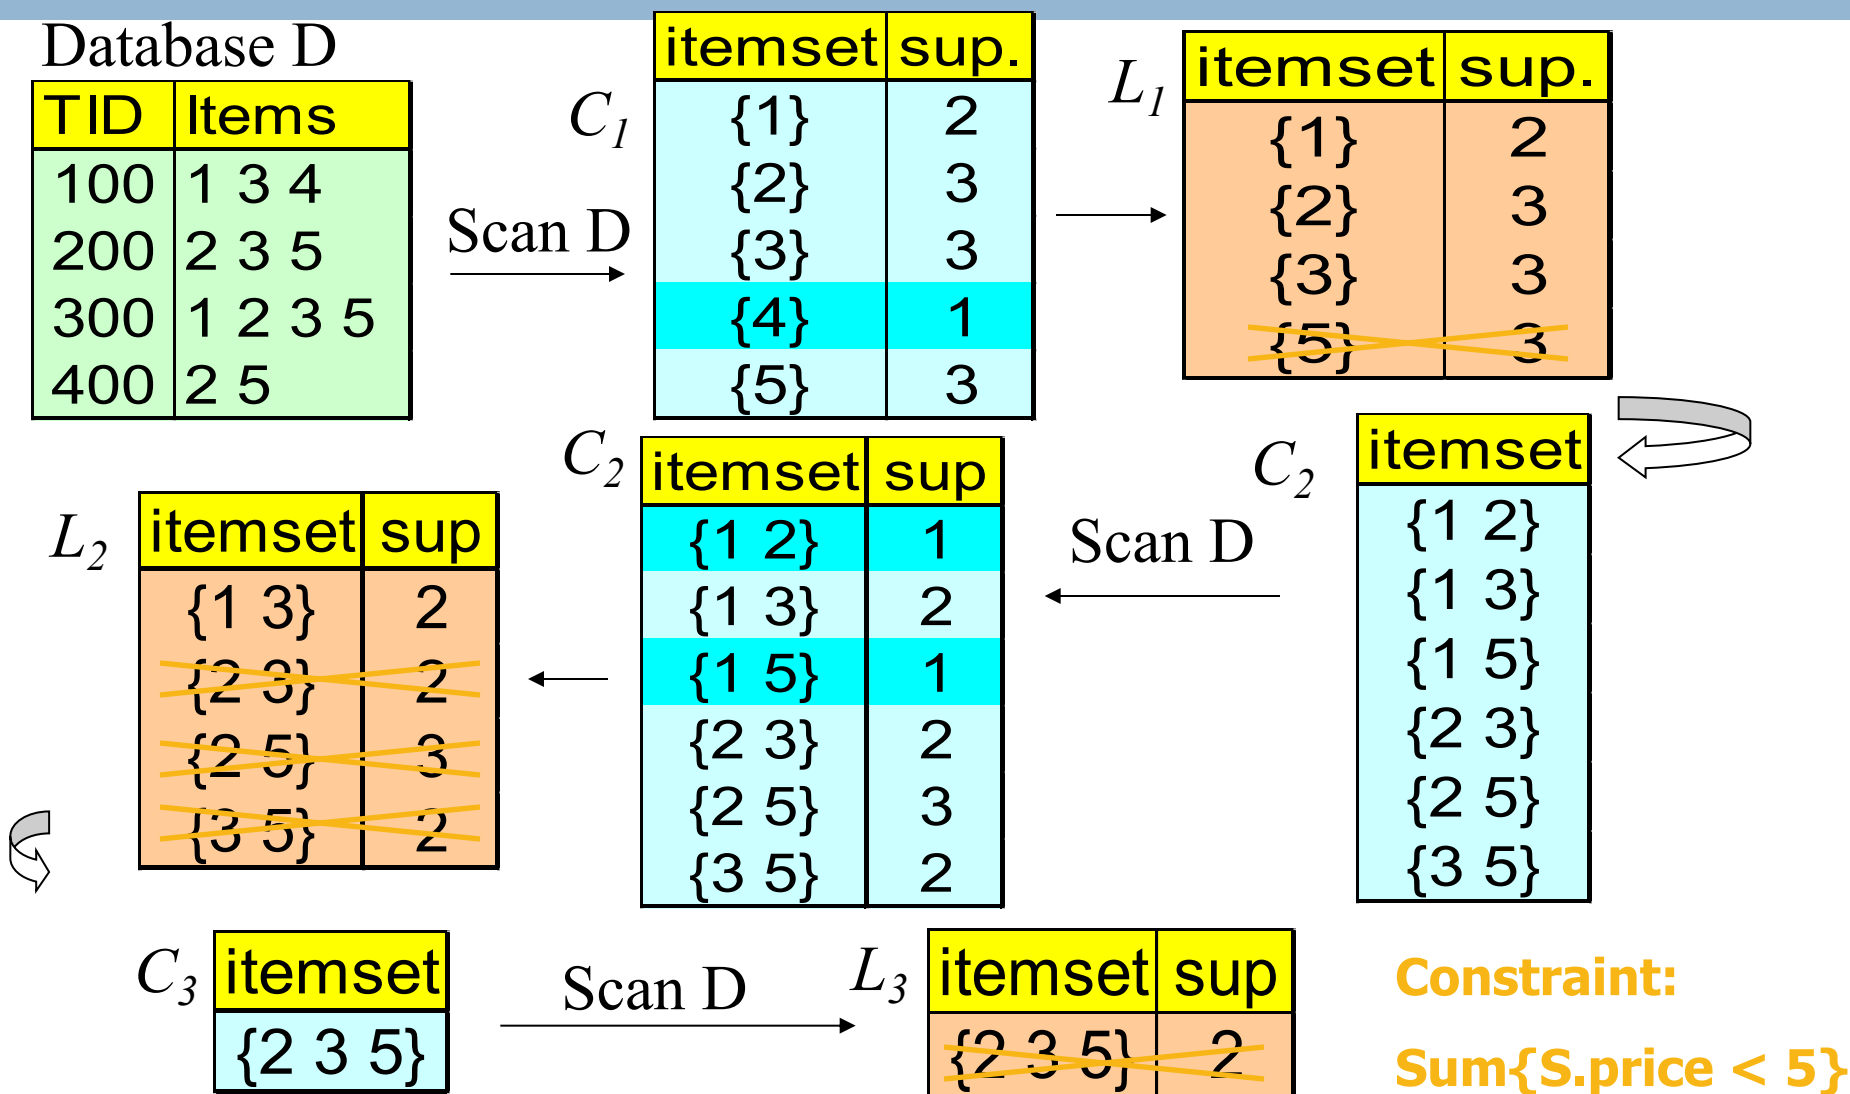 Database D
TID Items
100 1 3 4
200 2 3 5
300 1 2 3 5
400 2 5
Scan D
C1
itemset sup.
{1} 2
{2} 3
{3} 3
{4} 1
{5} 3
L1
itemset sup.
{1} 2
{2} 3
{3} 3
{5} 3
C2
itemset
{1 2}
{1 3}
{1 5}
{2 3}
{2 5}
{3 5}
Scan D
C2
itemset sup
{1 2} 1
{1 3} 2
{1 5} 1
{2 3} 2
{2 5} 3
{3 5} 2
L2
itemset sup
{1 3} 2
{2 3} 2
{2 5} 3
{3 5} 2
C3
itemset
{2 3 5}
Scan D
L3
itemset sup
{2 3 5} 2
Constraint:
Sum{S.price < 5}